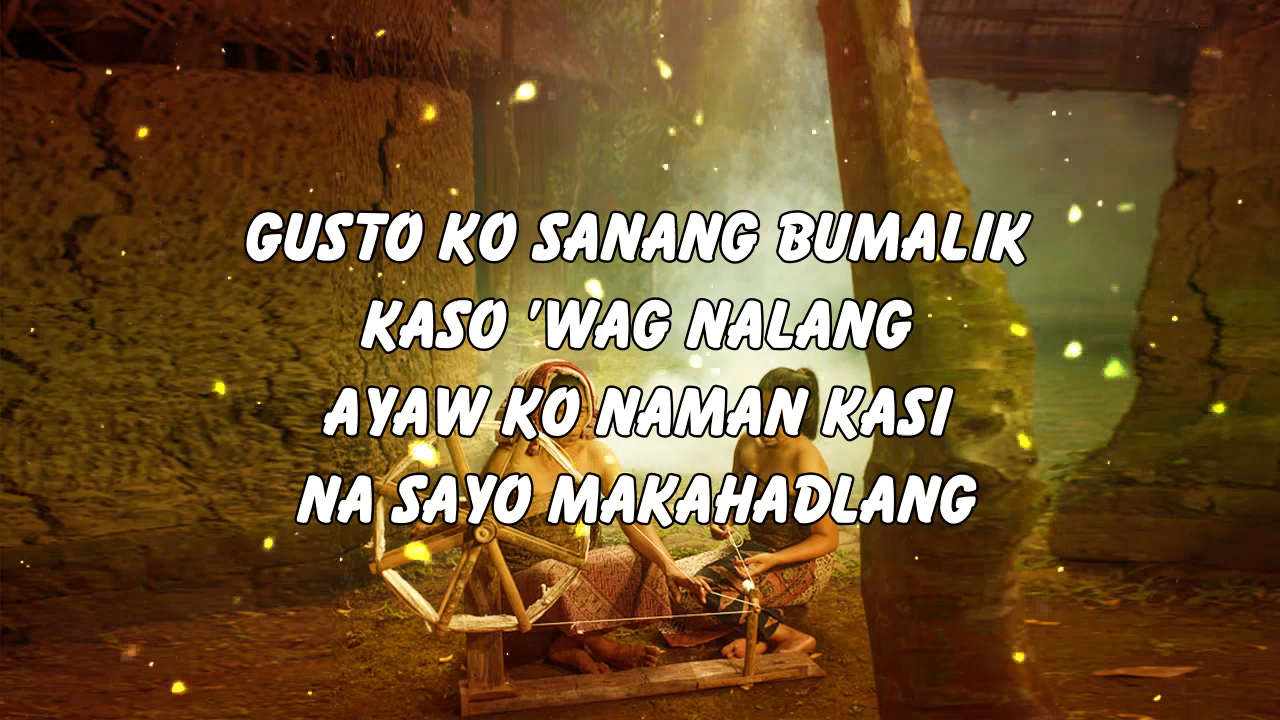 GUSTO KO SANANG BUMALIK
KASO 'WAG NALANG
AYAW KO NAMAN KASI
NA SAYO MAKAHADLANG